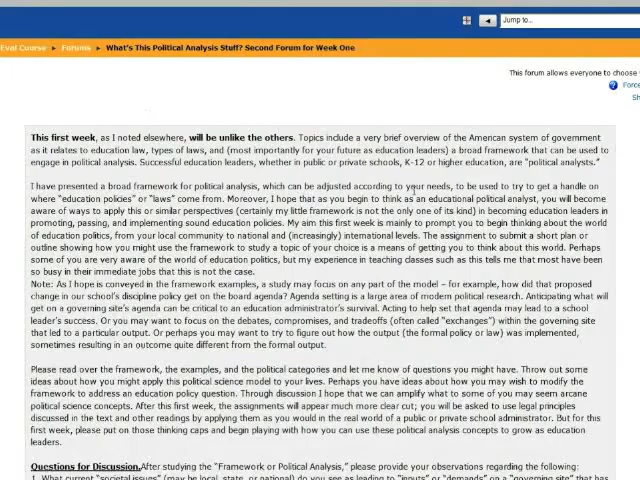 Jump to...
Eval Course ► Forums ► What's This Political Analysis Stuff? Second Forum for Week One
This forum allows everyone to choose
Force
Sh
This first week, as I noted elsewhere, will be unlike the others. Topics include a very brief overview of the American system of government
as it relates to education law, types of laws, and (most importantly for your future as education leaders) a broad framework that can be used to
engage in political analysis. Successful education leaders, whether in public or private schools, K-12 or higher education, are "political analysts."
I have presented a broad framework for political analysis, which can be adjusted according to your needs, to be used to try to get a handle on
where "education policies" or "laws" come from. Moreover, I hope that as you begin to think as an educational political analyst, you will become
aware of ways to apply this or similar perspectives (certainly my little framework is not the only one of its kind) in becoming education leaders in
promoting, passing, and implementing sound education policies. My aim this first week is mainly to prompt you to begin thinking about the world
of education politics, from your local community to national and (increasingly) international levels. The assignment to submit a short plan or
outline showing how you might use the framework to study a topic of your choice is a means of getting you to think about this world. Perhaps
some of you are very aware of the world of education politics, but my experience in teaching classes such as this tells me that most have been
so busy in their immediate jobs that this is not the case.
Note: As I hope is conveyed in the framework examples, a study may focus on any part of the model – for example, how did that proposed
change in our school's discipline policy get on the board agenda? Agenda setting is a large area of modern political research. Anticipating what will
get on a governing site's agenda can be critical to an education administrator's survival. Acting to help set that agenda may lead to a school
leader's success. Or you may want to focus on the debates, compromises, and tradeoffs (often called "exchanges") within the governing site
that led to a particular output. Or perhaps you may want to try to figure out how the output (the formal policy or law) was implemented,
sometimes resulting in an outcome quite different from the formal output.
Please read over the framework, the examples, and the political categories and let me know of questions you might have. Throw out some
ideas about how you might apply this political science model to your lives. Perhaps you have ideas about how you may wish to modify the
framework to address an education policy question. Through discussion I hope that we can amplify what to some of you may seem arcane
political science concepts. After this first week, the assignments will appear much more clear cut; you will be asked to use legal principles
discussed in the text and other readings by applying them as you would in the real world of a public or private school administrator. But for this
first week, please put on those thinking caps and begin playing with how you can use these political analysis concepts to grow as education
leaders.
Questions for Discussion.After studying the "Framework or Political Analysis," please provide your observations regarding the following:
1. What current "societal issues" (may be local, state, or national) do you see as leading to "inputs" or "demands" on a "governing site" that has